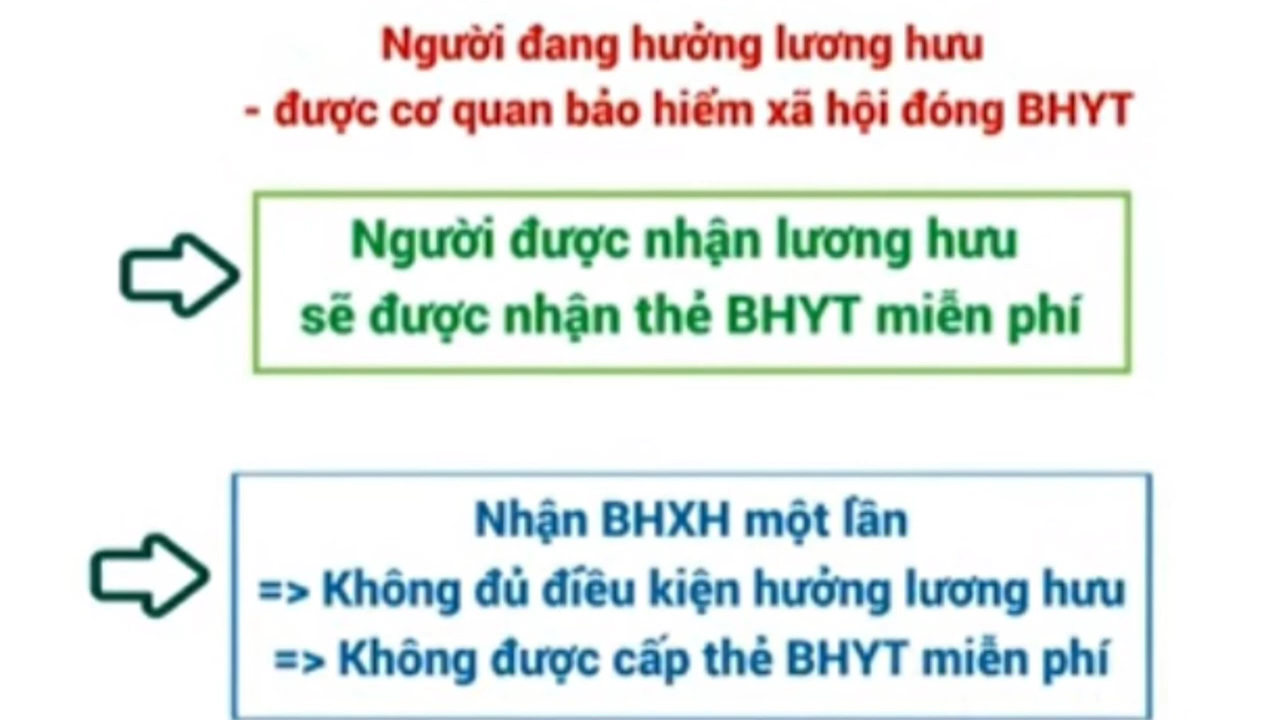 Người đang hưởng lương hưu
- được cơ quan bảo hiểm xã hội đóng BHYT
Người được nhận lương hưu
sẽ được nhận thẻ BHYT miễn phí
Nhận BHXH một lần
=> Không đủ điều kiện hưởng lương hưu
=> Không được cấp thẻ BHYT miễn phí